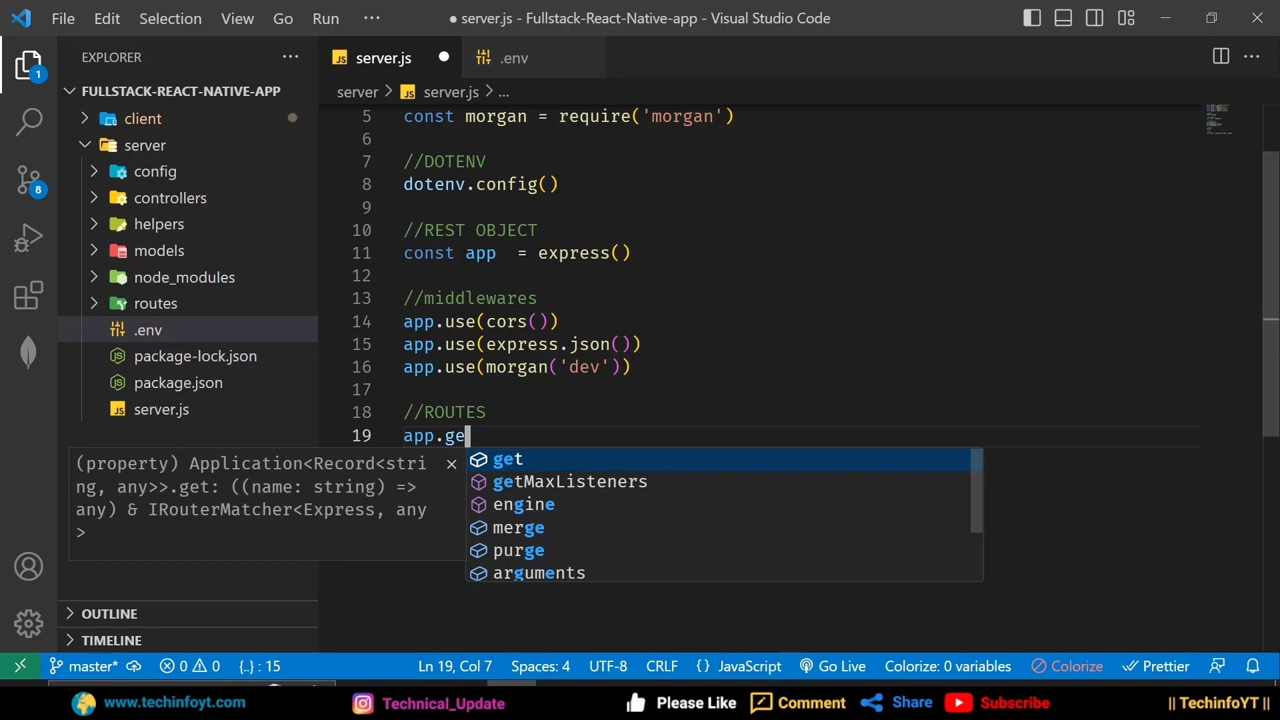 File Edit Selection View Go Run ··· ● server.js - Fullstack-React-Native-app - Visual Studio Code
EXPLORER ···
server.js ● .env
FULLSTACK-REACT-NATIVE-APP
server > server.js > ...
client
server
config
controllers
helpers
models
node_modules
routes
.env
package-lock.json
package.json
server.js
5 const morgan = require('morgan')
6
7 //DOTENV
8 dotenv.config()
9
10 //REST OBJECT
11 const app  = express()
12
13 //middlewares
14 app.use(cors())
15 app.use(express.json())
16 app.use(morgan('dev'))
17
18 //ROUTES
19 app.ge
(property) Application<Record<stri
ng, any>>.get: ((name: string) =>
any) & IRouterMatcher<Express, any
>
get
getMaxListeners
engine
merge
purge
arguments
1
8
OUTLINE
TIMELINE
master* 0 0 {..} : 15 Ln 19, Col 7 Spaces: 4 UTF-8 CRLF {} JavaScript Go Live Colorize: 0 variables Colorize Prettier
www.techinfoyt.com Technical_Update Please Like Comment Share Subscribe || TechinfoYT ||